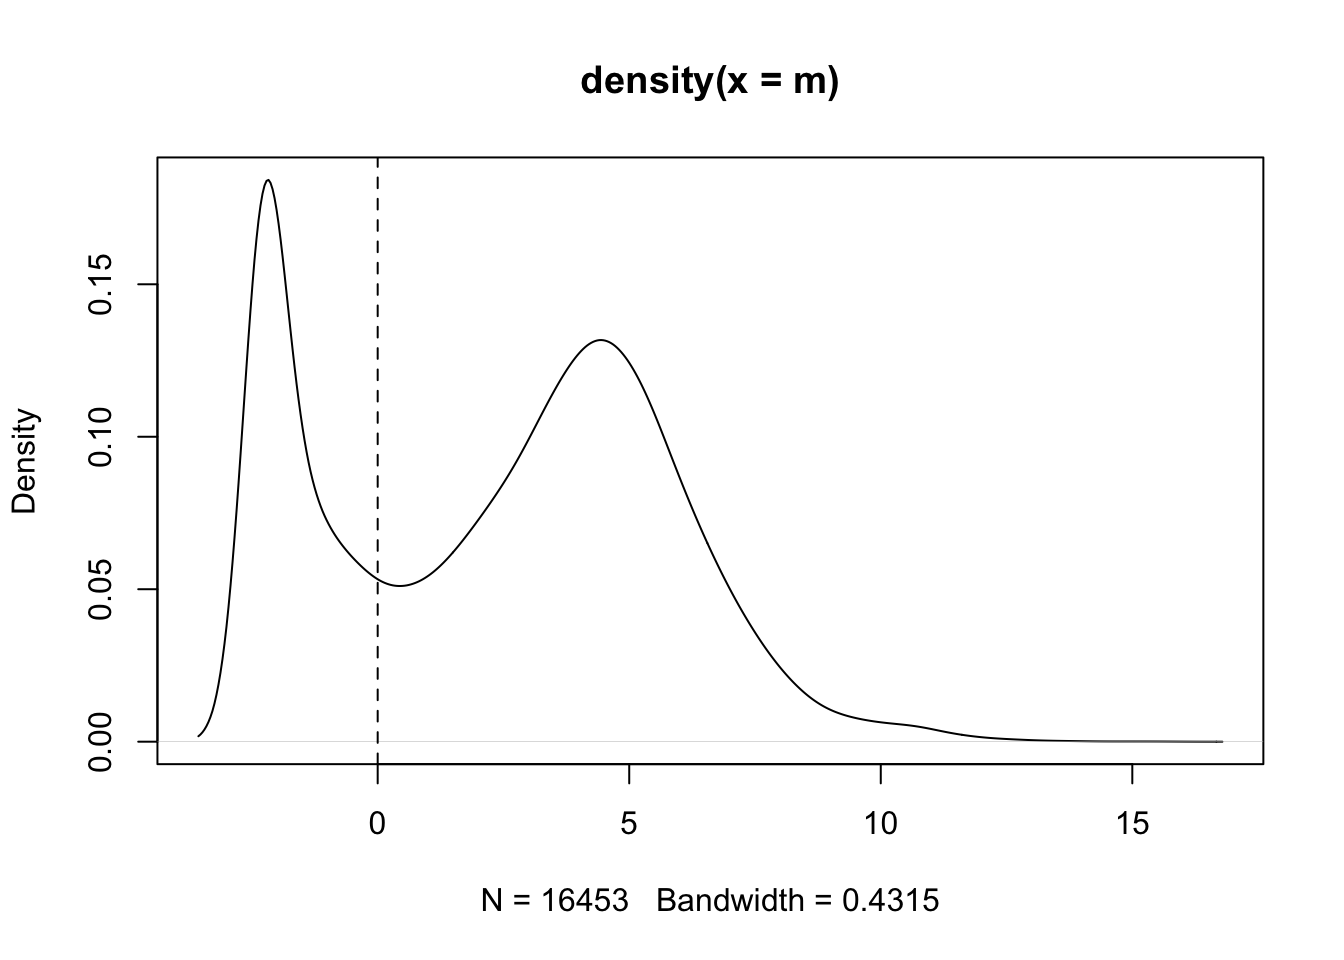 density(x = m)
Density
0.15
0.10
0.05
0.00
0 5 10 15
N = 16453 Bandwidth = 0.4315